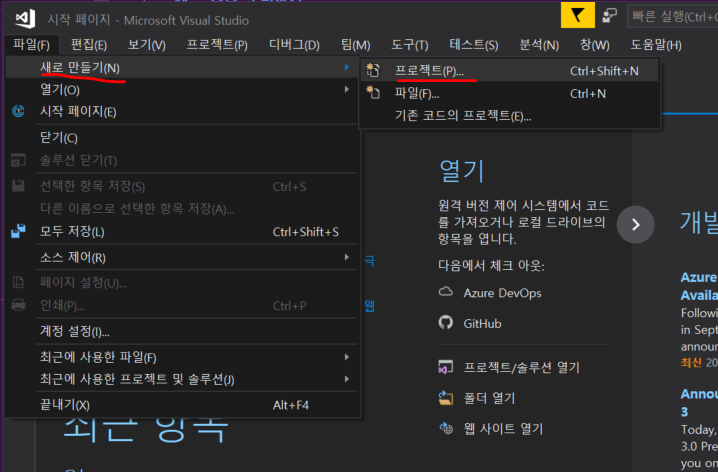 시작 페이지 - Microsoft Visual Studio
빠른 실행(Ctrl+
파일(F) 편집(E) 보기(V) 프로젝트(P) 디버그(D) 팀(M) 도구(T) 테스트(S) 분석(N) 창(W) 도움말(H)
새로 만들기(N)
열기(O)
시작 페이지(E)
닫기(C)
솔루션 닫기(T)
선택한 항목 저장(S) Ctrl+S
다른 이름으로 선택한 항목 저장(A)...
모두 저장(L) Ctrl+Shift+S
소스 제어(R)
페이지 설정(U)...
인쇄(P)... Ctrl+P
계정 설정(I)...
최근에 사용한 파일(F)
최근에 사용한 프로젝트 및 솔루션(J)
끝내기(X) Alt+F4
프로젝트(P)... Ctrl+Shift+N
파일(F)... Ctrl+N
기존 코드의 프로젝트(E)...
최근 항목
열기
원격 버전 제어 시스템에서 코드
를 가져오거나 로컬 드라이브의
항목을 엽니다.
다음에서 체크 아웃:
Azure DevOps
GitHub
프로젝트/솔루션 열기
폴더 열기
웹 사이트 열기
웹
개발
Azure
Availa
Followi
in Sept
announ
최신 20
Annou
3
Today,
3.0 Pre
you on